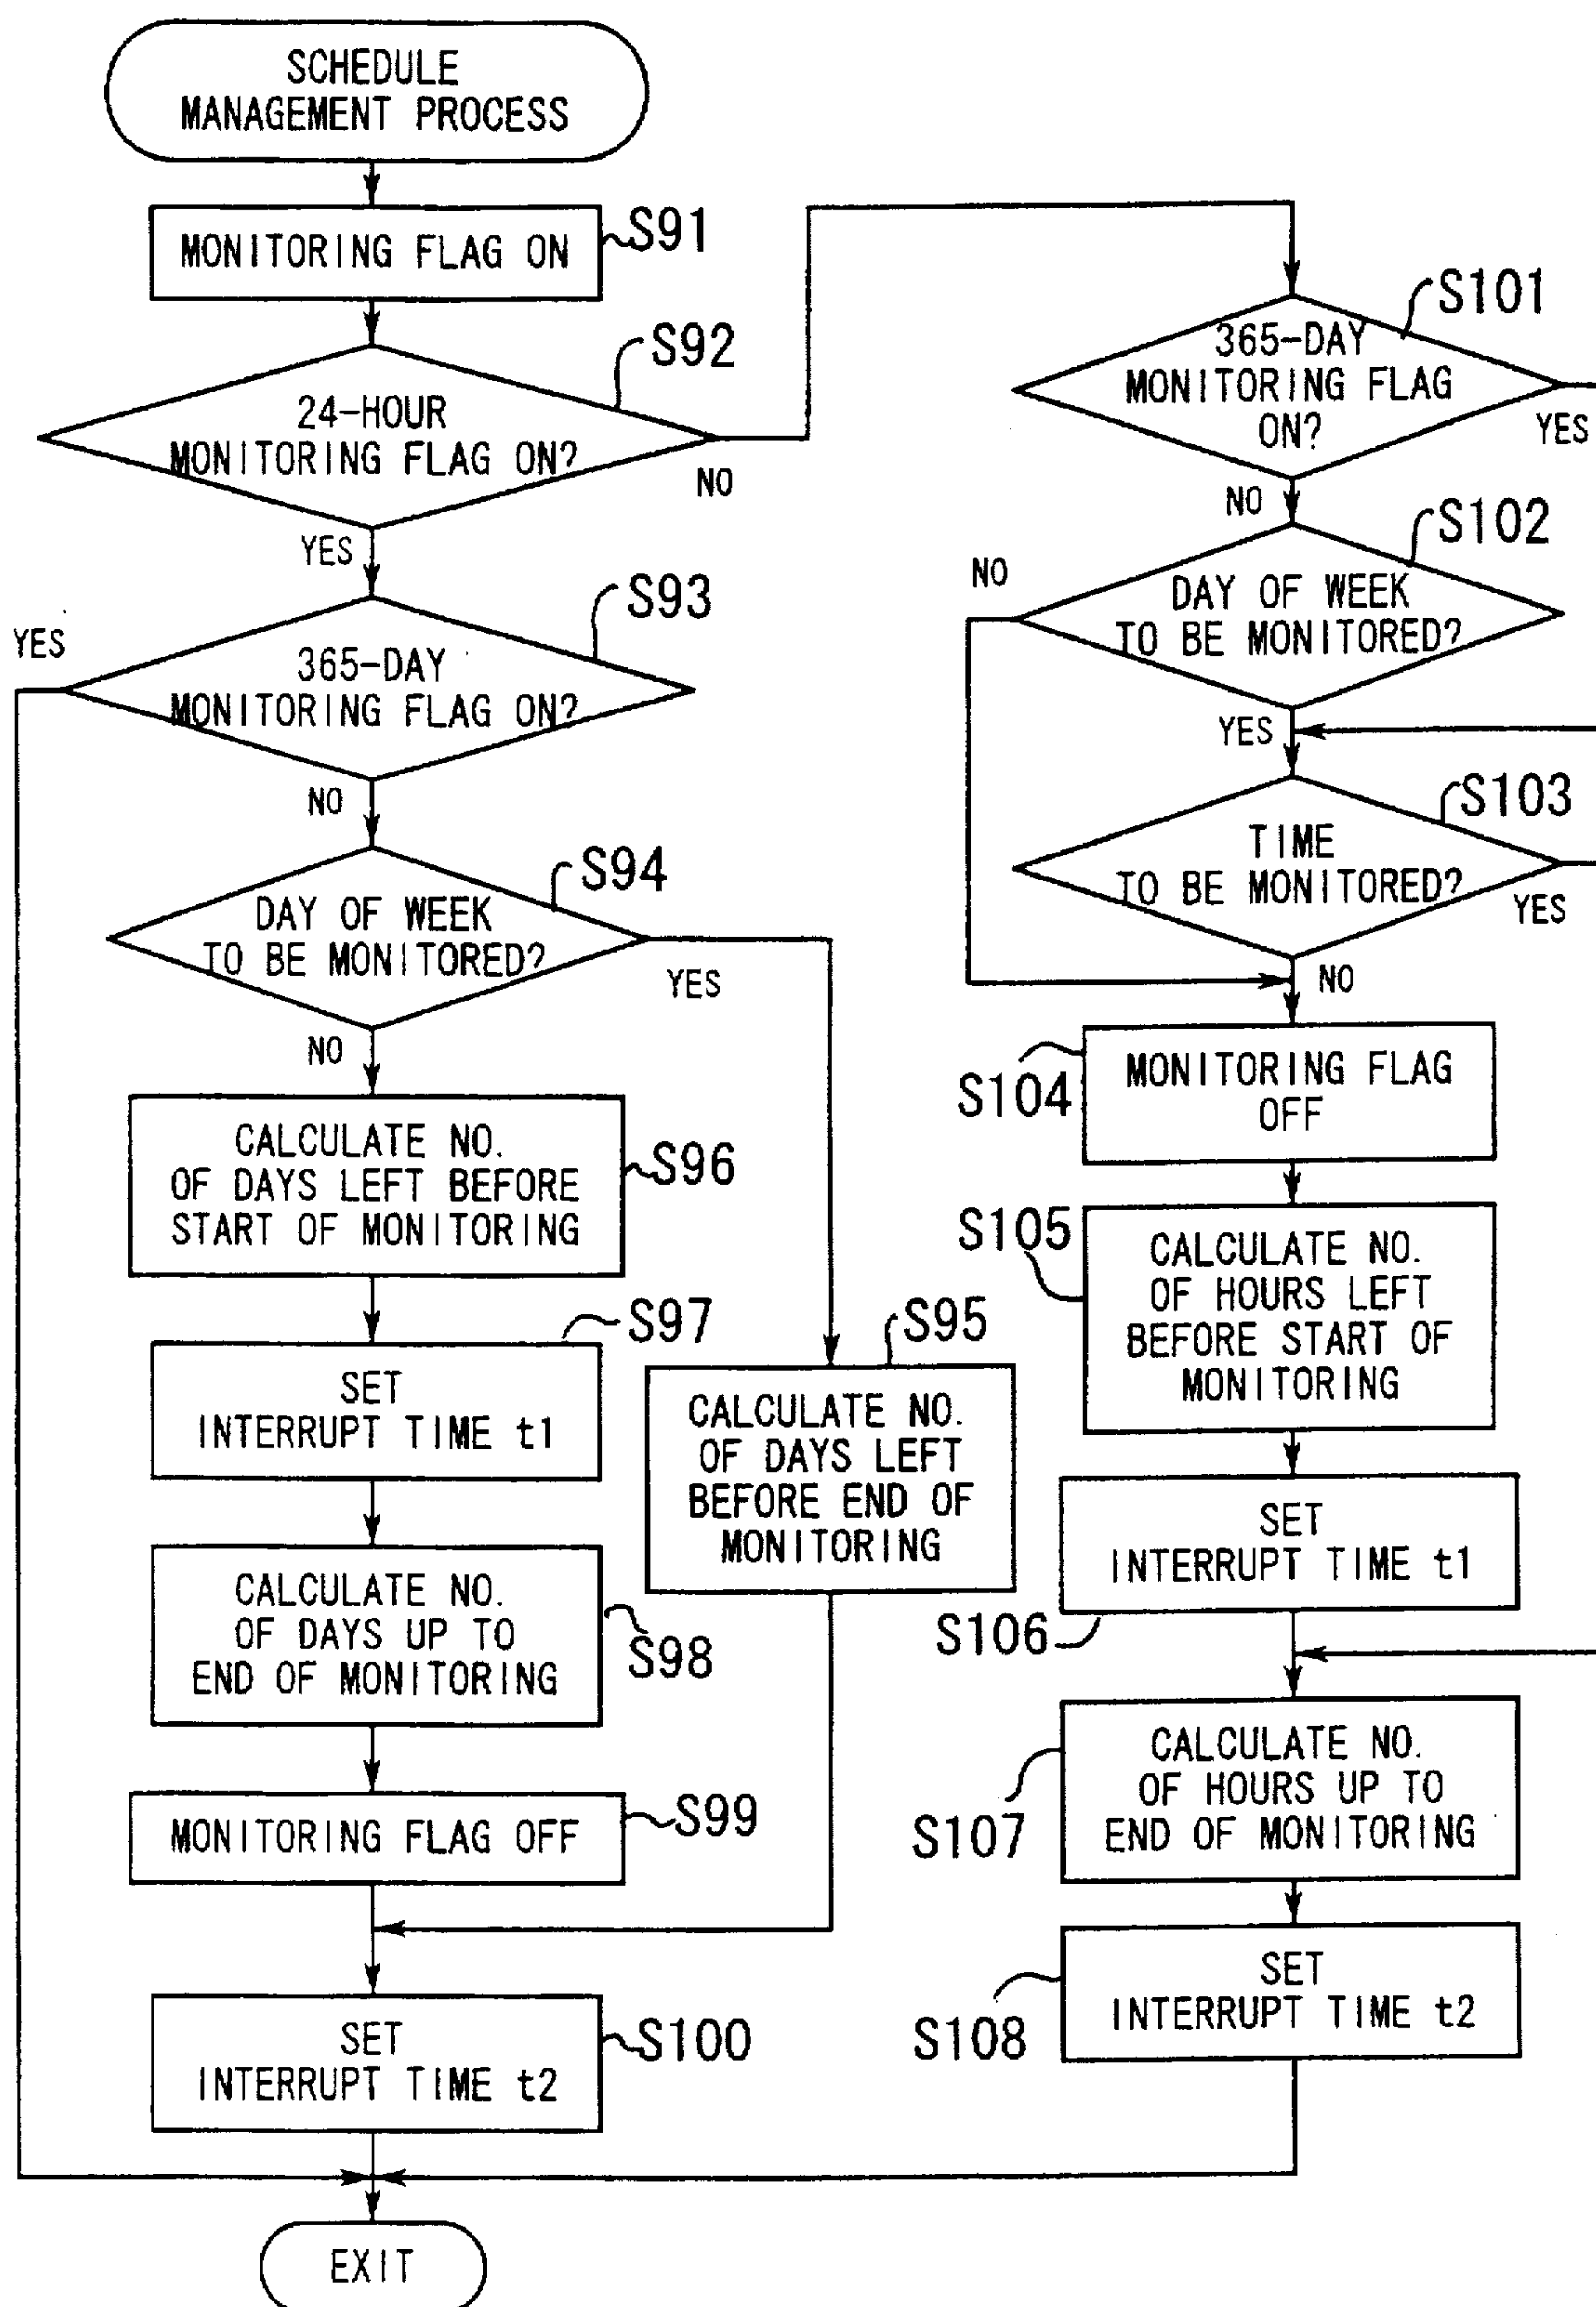 SCHEDULE
MANAGEMENT PROCESS
MONITORING FLAG ON
S91
24-HOUR
MONITORING FLAG ON?
S92
NO
YES
365-DAY
MONITORING FLAG ON?
S93
YES
NO
DAY OF WEEK
TO BE MONITORED?
S94
YES
NO
CALCULATE NO.
OF DAYS LEFT BEFORE
START OF MONITORING
S96
SET
INTERRUPT TIME t1
S97
CALCULATE NO.
OF DAYS LEFT
BEFORE END OF
MONITORING
S95
CALCULATE NO.
OF DAYS UP TO
END OF MONITORING
S98
MONITORING FLAG OFF
S99
SET
INTERRUPT TIME t2
S100
EXIT
365-DAY
MONITORING FLAG
ON?
S101
YES
NO
DAY OF WEEK
TO BE MONITORED?
S102
NO
YES
TIME
TO BE MONITORED?
S103
YES
NO
MONITORING FLAG
OFF
S104
CALCULATE NO.
OF HOURS LEFT
BEFORE START OF
MONITORING
S105
SET
INTERRUPT TIME t1
S106
CALCULATE NO.
OF HOURS UP TO
END OF MONITORING
S107
SET
INTERRUPT TIME t2
S108